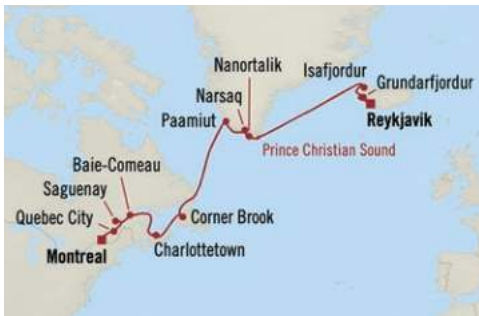 Nanortalik
Isafjordur
Narsaq
Grundarfjordur
Paamiut
Reykjavik
Prince Christian Sound
Baie-Comeau
Saguenay
Quebec City
Corner Brook
Montreal
Charlottetown